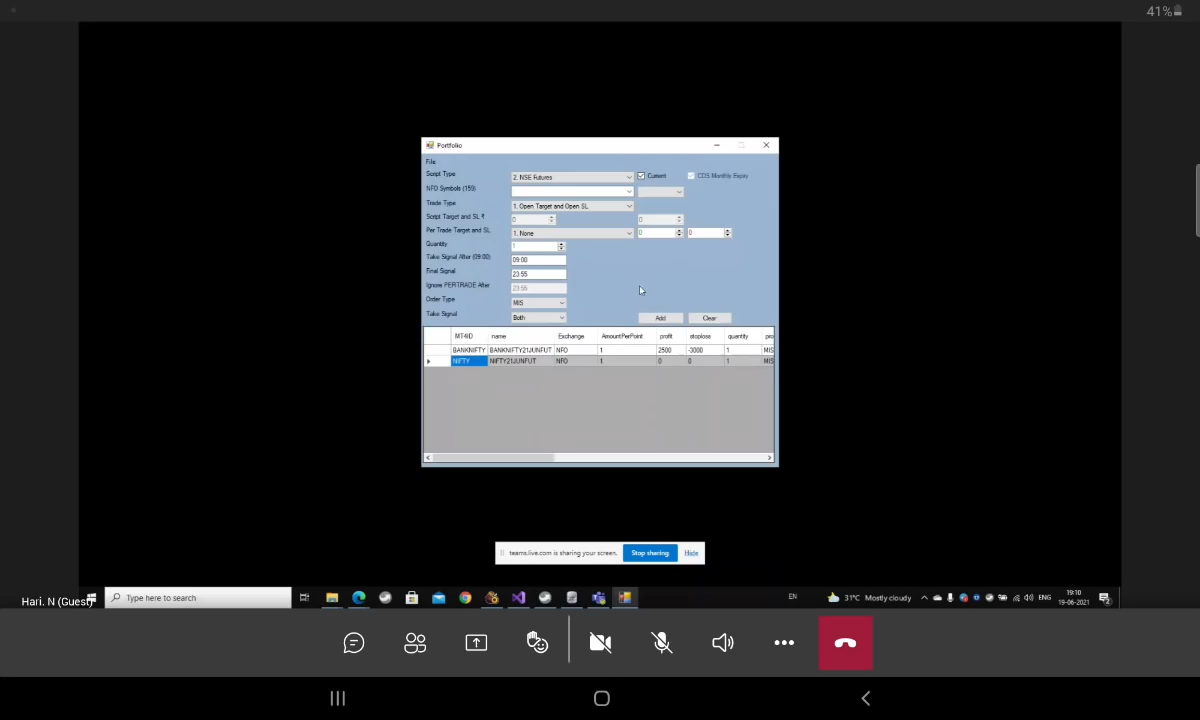 41%
Portfolio
File
Script Type 2. NSE Futures Current CDS Monthly Expiry
NFO Symbols (159)
Trade Type 1. Open Target and Open SL
Script Target and SL ₹ 0 0
Per Trade Target and SL 1. None 0 0
Quantity 1
Take Signal After (09:00) 09:00
Final Signal 23:55
Ignore PERTRADE After 23:55
Order Type MIS
Take Signal Both Add Clear
MT4ID name Exchange AmountPerPoint profit stoploss quantity pro
BANKNIFTY BANKNIFTY21JUNFUT NFO 1 2500 -3000 1 MIS
NIFTY NIFTY21JUNFUT NFO 1 0 0 1 MIS
teams.live.com is sharing your screen. Stop sharing Hide
Hari. N (Guest) Type here to search EN 31°C Mostly cloudy ENG 19:10
19-06-2021 2